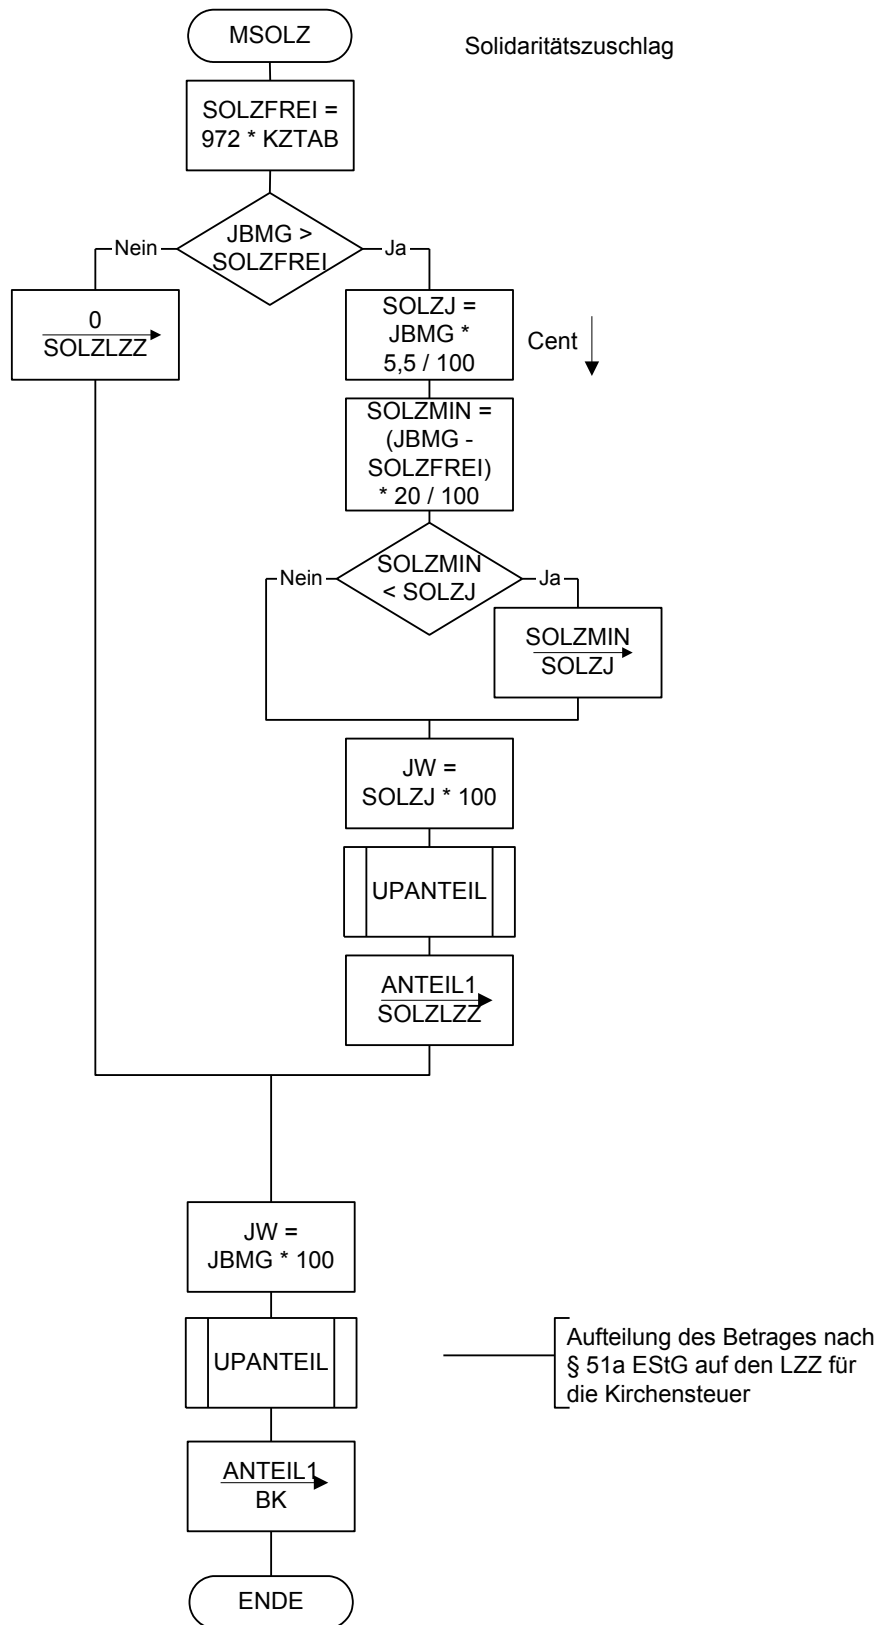 MSOLZ
Solidaritätszuschlag
SOLZFREI =
972 * KZTAB
JBMG >
SOLZFREI
Nein
Ja
0
SOLZLZZ
SOLZJ =
JBMG *
5,5 / 100
Cent
SOLZMIN =
(JBMG -
SOLZFREI)
* 20 / 100
SOLZMIN
< SOLZJ
Nein
Ja
SOLZMIN
SOLZJ
JW =
SOLZJ * 100
UPANTEIL
ANTEIL1
SOLZLZZ
JW =
JBMG * 100
UPANTEIL
Aufteilung des Betrages nach
§ 51a EStG auf den LZZ für
die Kirchensteuer
ANTEIL1
BK
ENDE